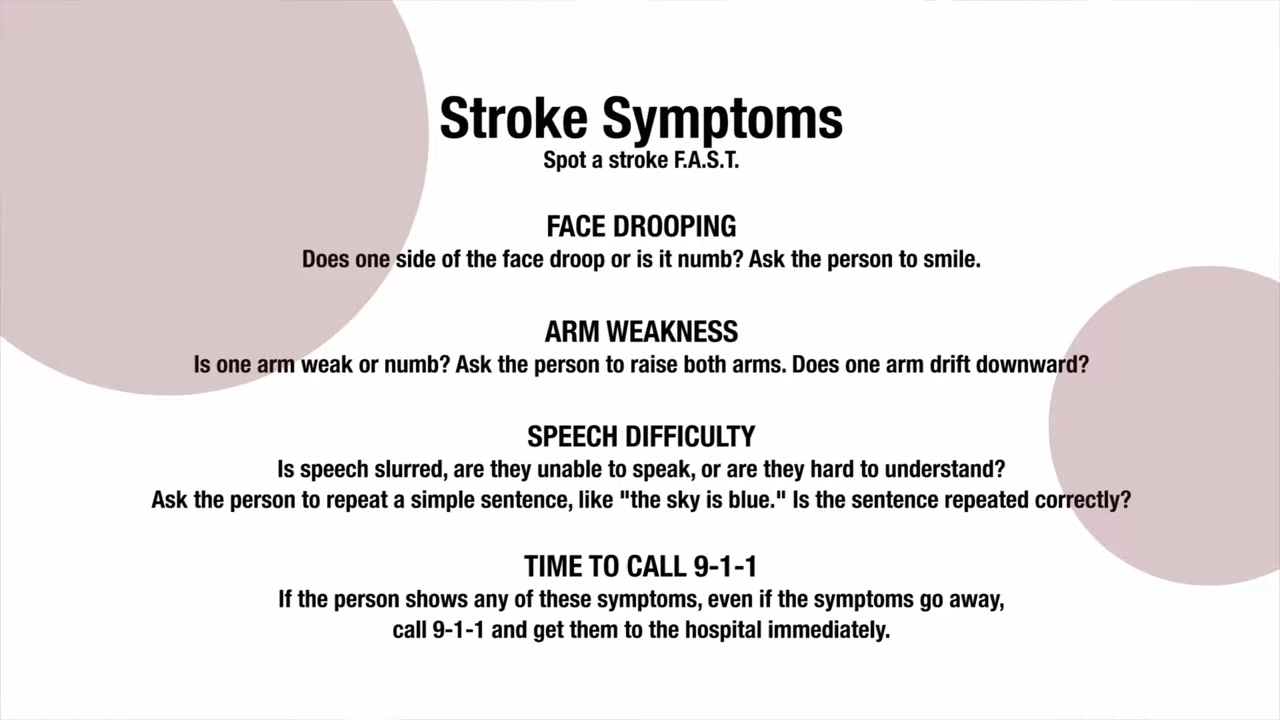 Stroke Symptoms
Spot a stroke F.A.S.T.
FACE DROOPING
Does one side of the face droop or is it numb? Ask the person to smile.
ARM WEAKNESS
Is one arm weak or numb? Ask the person to raise both arms. Does one arm drift downward?
SPEECH DIFFICULTY
Is speech slurred, are they unable to speak, or are they hard to understand?
Ask the person to repeat a simple sentence, like "the sky is blue." Is the sentence repeated correctly?
TIME TO CALL 9-1-1
If the person shows any of these symptoms, even if the symptoms go away,
call 9-1-1 and get them to the hospital immediately.